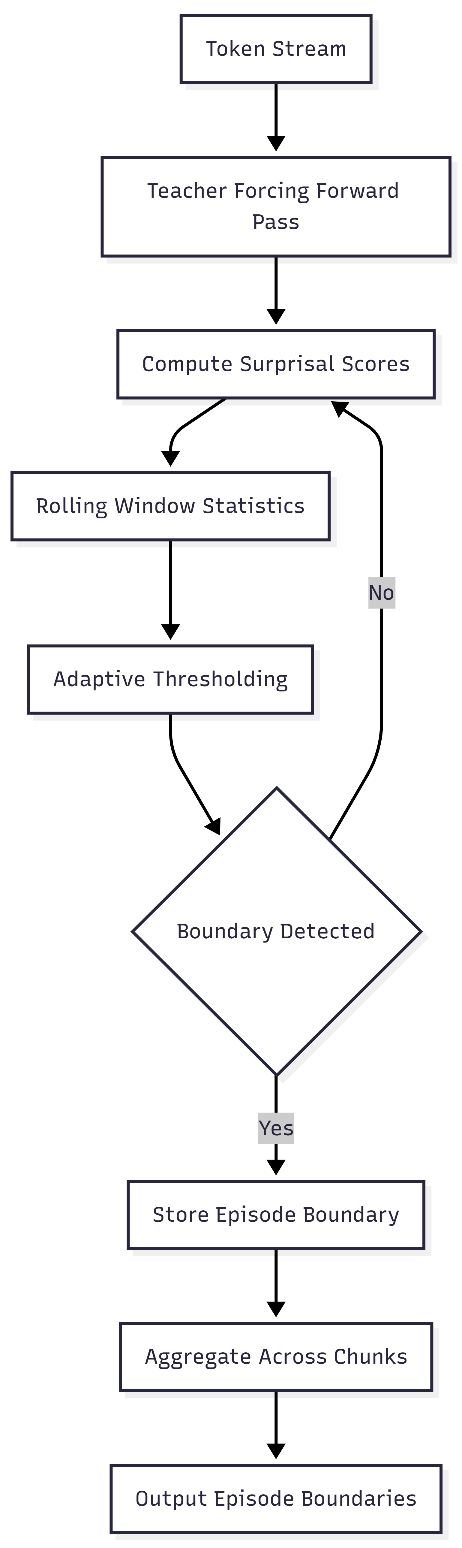 Token Stream
Teacher Forcing Forward
Pass
Compute Surprisal Scores
Rolling Window Statistics
No
Adaptive Thresholding
Boundary Detected
Yes
Store Episode Boundary
Aggregate Across Chunks
Output Episode Boundaries